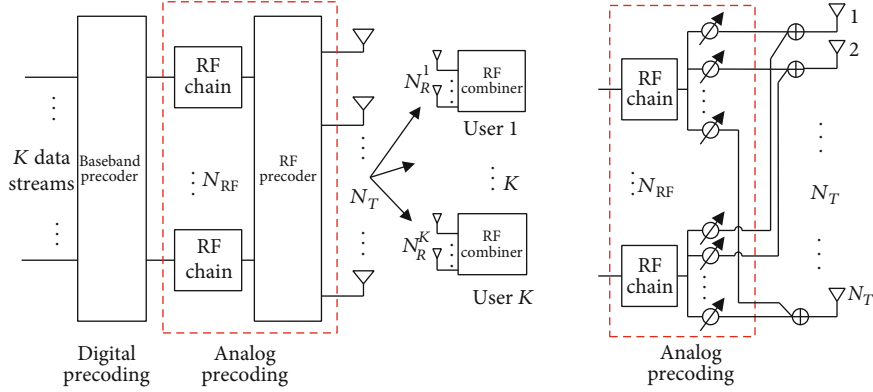 K data
streams
Baseband
precoder
RF
chain
N_RF
RF
chain
RF
precoder
N_T
N_R^1
RF
combiner
User 1
K
N_R^K
RF
combiner
User K
Digital
precoding
Analog
precoding
RF
chain
N_RF
RF
chain
1
2
N_T
N_T
Analog
precoding